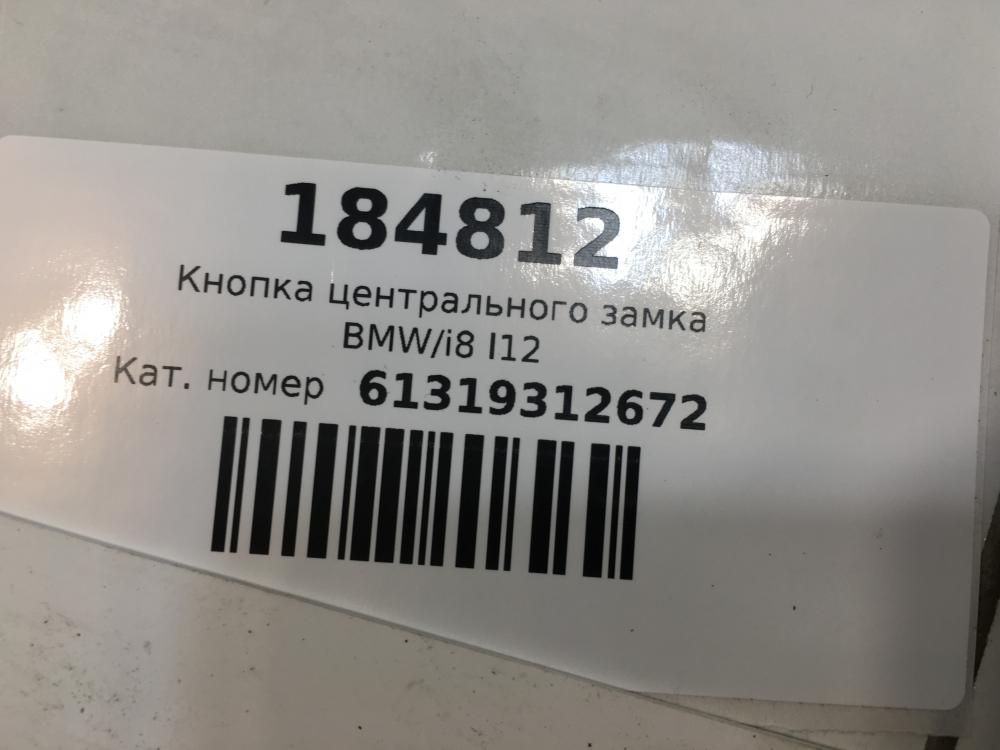 184812
Кнопка центрального замка
BMW/i8 I12
Кат. номер 61319312672